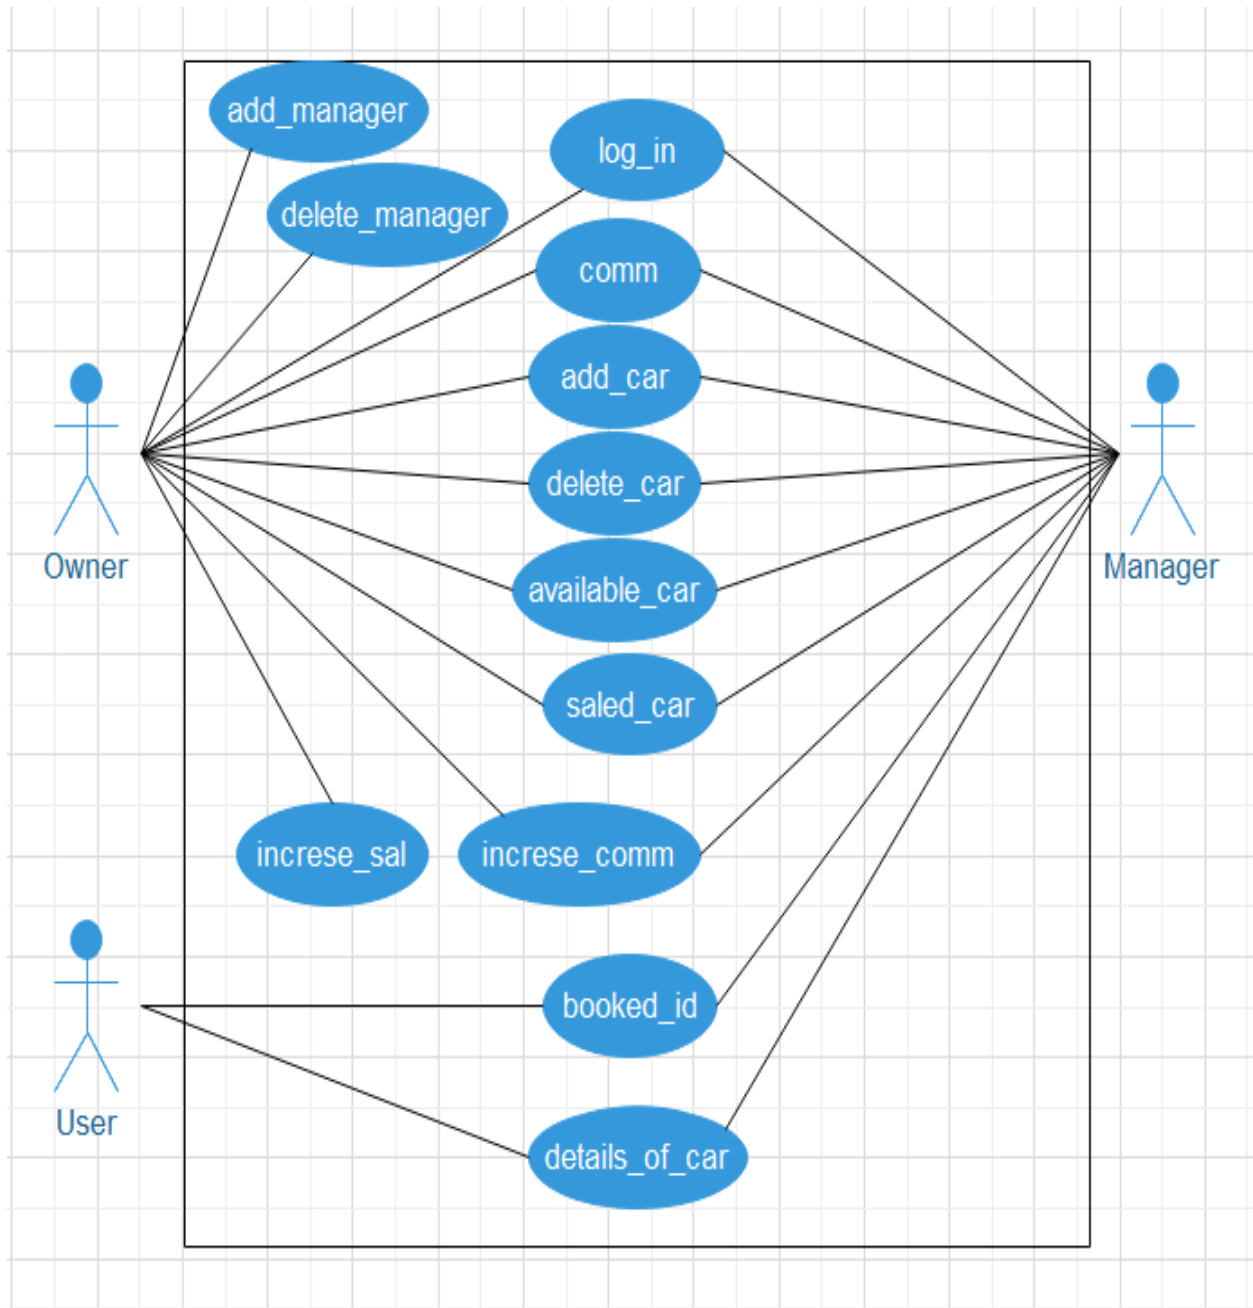 add_manager
log_in
delete_manager
comm
add_car
delete_car
Owner
Manager
available_car
saled_car
increse_sal
increse_comm
booked_id
User
details_of_car